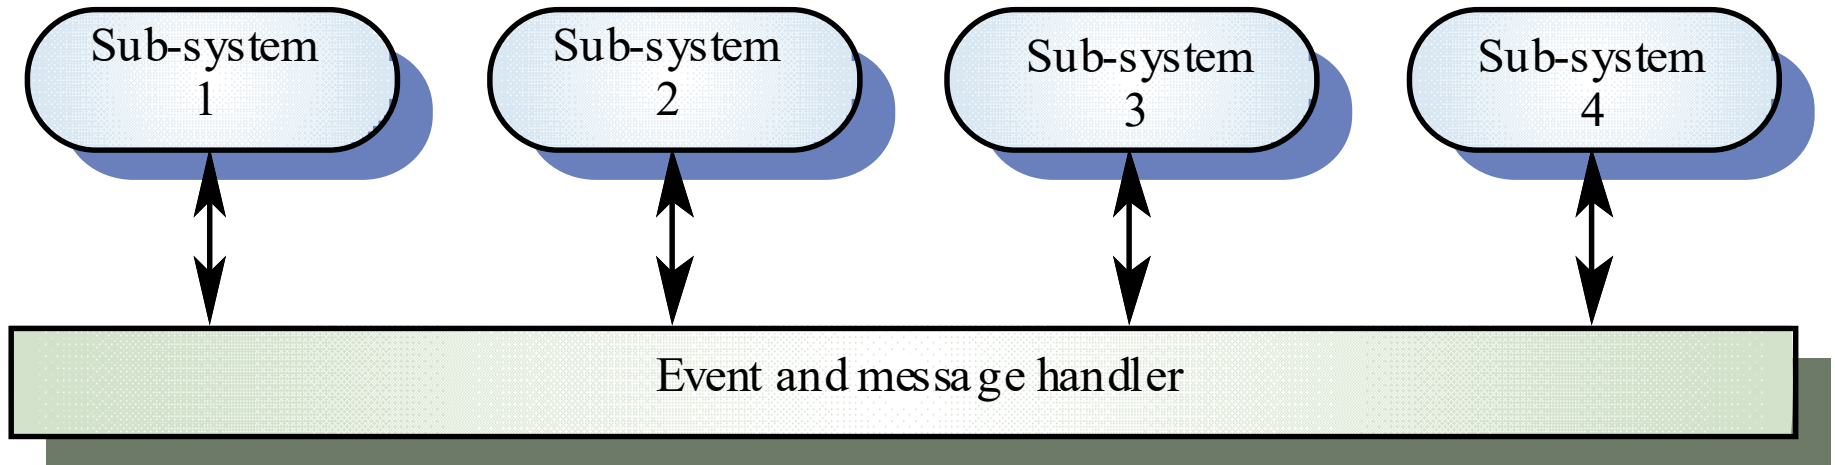 Sub-system
1
Sub-system
2
Sub-system
3
Sub-system
4
Event and message handler